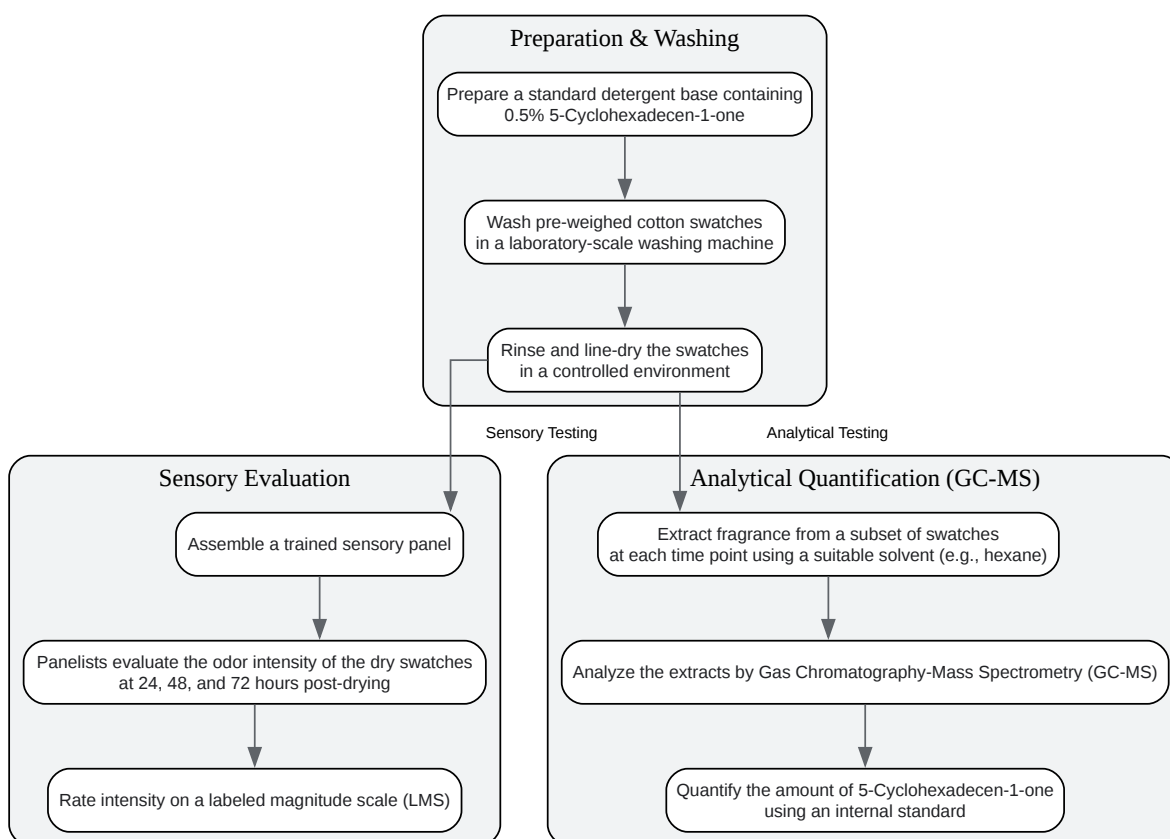 Preparation & Washing
Prepare a standard detergent base containing
0.5% 5-Cyclohexadecen-1-one
Wash pre-weighed cotton swatches
in a laboratory-scale washing machine
Rinse and line-dry the swatches
in a controlled environment
Sensory Testing
Analytical Testing
Sensory Evaluation
Assemble a trained sensory panel
Panelists evaluate the odor intensity of the dry swatches
at 24, 48, and 72 hours post-drying
Rate intensity on a labeled magnitude scale (LMS)
Analytical Quantification (GC-MS)
Extract fragrance from a subset of swatches
at each time point using a suitable solvent (e.g., hexane)
Analyze the extracts by Gas Chromatography-Mass Spectrometry (GC-MS)
Quantify the amount of 5-Cyclohexadecen-1-one
using an internal standard